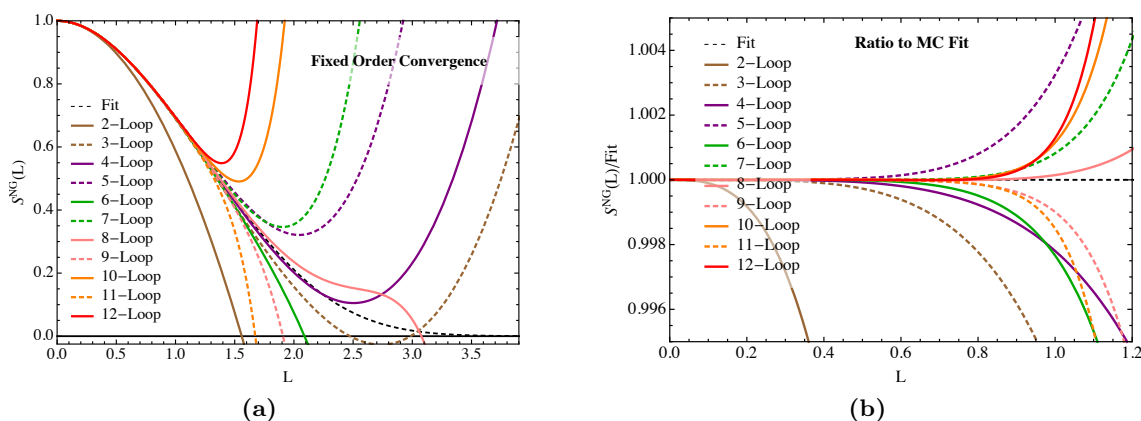 1.0
0.8
0.6
0.4
0.2
0.0
S^NG(L)
Fixed Order Convergence
Fit
2-Loop
3-Loop
4-Loop
5-Loop
6-Loop
7-Loop
8-Loop
9-Loop
10-Loop
11-Loop
12-Loop
0.0 0.5 1.0 1.5 2.0 2.5 3.0 3.5
L
(a)
1.004
1.002
1.000
0.998
0.996
S^NG(L)/Fit
Ratio to MC Fit
Fit
2-Loop
3-Loop
4-Loop
5-Loop
6-Loop
7-Loop
8-Loop
9-Loop
10-Loop
11-Loop
12-Loop
0.0 0.2 0.4 0.6 0.8 1.0 1.2
L
(b)